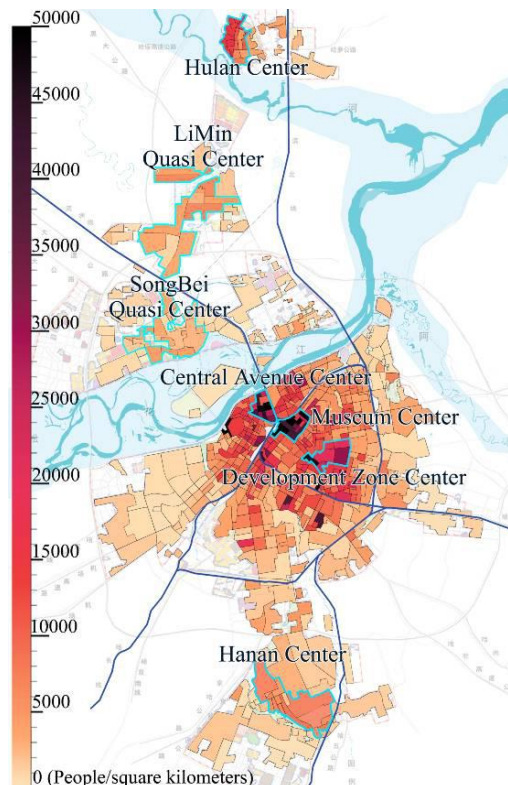 50000
45000
40000
35000
30000
25000
20000
15000
10000
5000
0 (People/square kilometers)
Hulan Center
LiMin
Quasi Center
SongBei
Quasi Center
Central Avenue Center
Museum Center
Development Zone Center
Hanan Center